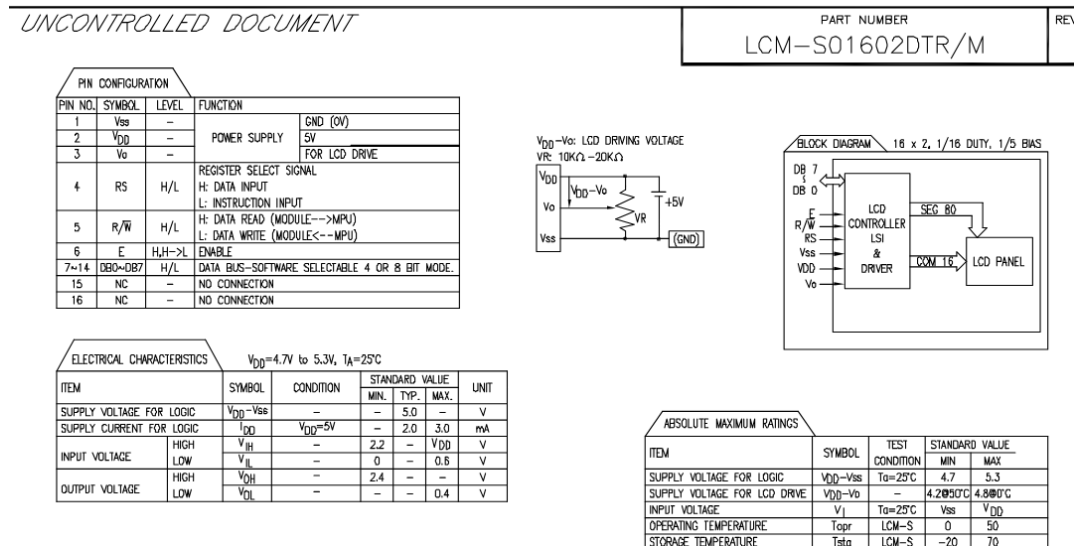 UNCONTROLLED DOCUMENT
PART NUMBER
REV
LCM-S01602DTR/M
PIN CONFIGURATION
PIN NO. SYMBOL LEVEL FUNCTION
1 Vss – POWER SUPPLY GND (0V)
2 VDD – 5V
3 Vo – FOR LCD DRIVE
4 RS H/L REGISTER SELECT SIGNAL
H: DATA INPUT
L: INSTRUCTION INPUT
5 R/W̅ H/L H: DATA READ (MODULE-->MPU)
L: DATA WRITE (MODULE<--MPU)
6 E H,H->L ENABLE
7~14 DB0~DB7 H/L DATA BUS-SOFTWARE SELECTABLE 4 OR 8 BIT MODE.
15 NC – NO CONNECTION
16 NC – NO CONNECTION
VDD-Vo: LCD DRIVING VOLTAGE
VR: 10KΩ-20KΩ
VDD
VDD-Vo
Vo
VR
+5V
Vss
(GND)
BLOCK DIAGRAM 16 x 2, 1/16 DUTY, 1/5 BIAS
DB 7
DB 0
E
R/W̅
RS
Vss
VDD
Vo
LCD
CONTROLLER
LSI
&
DRIVER
SEG 80
COM 16
LCD PANEL
ELECTRICAL CHARACTERISTICS VDD=4.7V to 5.3V, TA=25°C
ITEM SYMBOL CONDITION STANDARD VALUE UNIT
MIN. TYP. MAX.
SUPPLY VOLTAGE FOR LOGIC VDD-Vss – – 5.0 – V
SUPPLY CURRENT FOR LOGIC IDD VDD=5V – 2.0 3.0 mA
INPUT VOLTAGE HIGH VIH – 2.2 – VDD V
LOW VIL – 0 – 0.6 V
OUTPUT VOLTAGE HIGH VOH – 2.4 – – V
LOW VOL – – – 0.4 V
ABSOLUTE MAXIMUM RATINGS
ITEM SYMBOL TEST CONDITION STANDARD VALUE
MIN MAX
SUPPLY VOLTAGE FOR LOGIC VDD-Vss Ta=25°C 4.7 5.3
SUPPLY VOLTAGE FOR LCD DRIVE VDD-Vo – 4.2@50°C 4.8@0°C
INPUT VOLTAGE VI Ta=25°C Vss VDD
OPERATING TEMPERATURE Topr LCM-S 0 50
STORAGE TEMPERATURE Tstg LCM-S -20 70